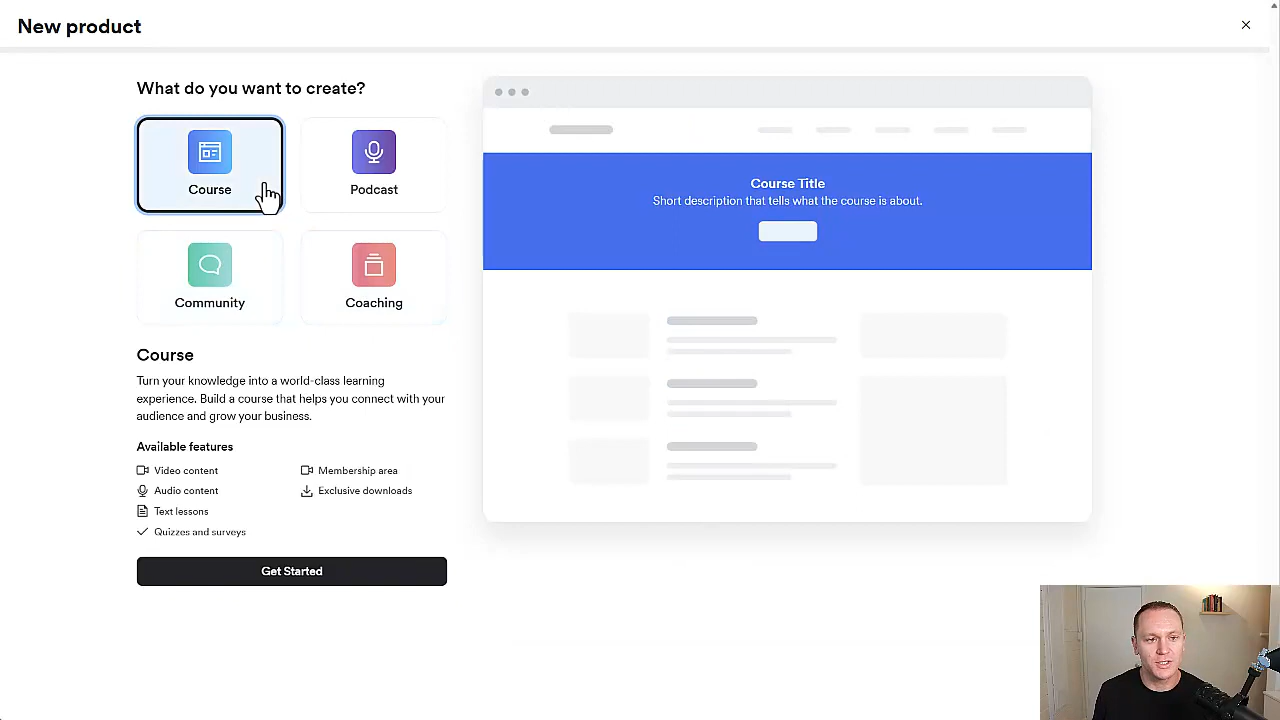 New product
What do you want to create?
Course
Podcast
Community
Coaching
Course
Turn your knowledge into a world-class learning
experience. Build a course that helps you connect with your
audience and grow your business.
Available features
Video content
Membership area
Audio content
Exclusive downloads
Text lessons
Quizzes and surveys
Get Started
Course Title
Short description that tells what the course is about.